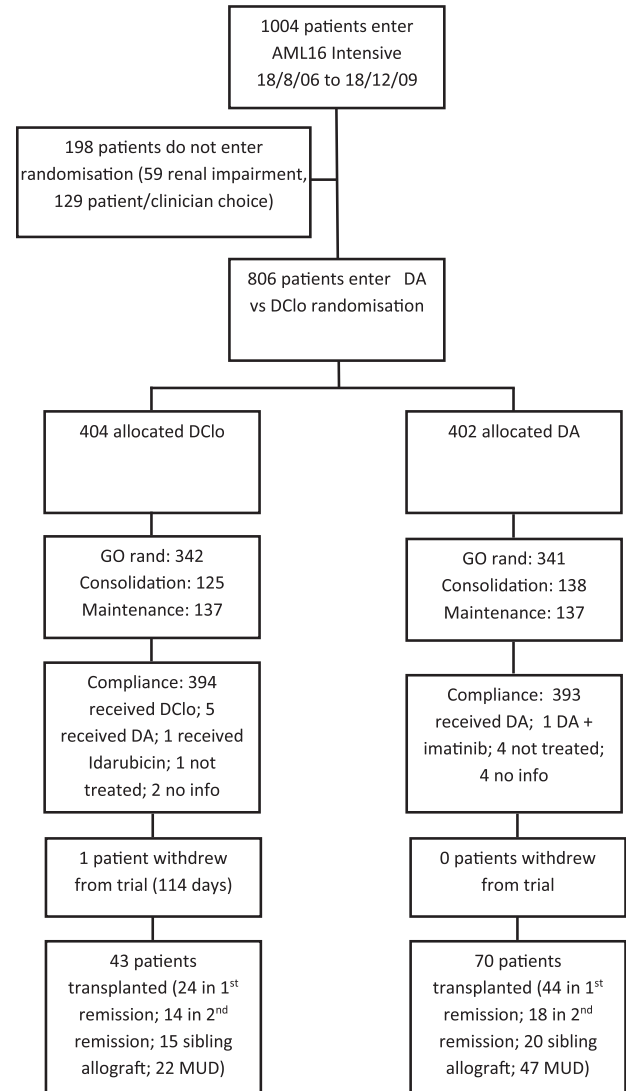 1004 patients enter
AML16 Intensive
18/8/06 to 18/12/09
198 patients do not enter
randomisation (59 renal impairment,
129 patient/clinician choice)
806 patients enter DA
vs DClo randomisation
404 allocated DClo
GO rand: 342
Consolidation: 125
Maintenance: 137
Compliance: 394
received DClo; 5
received DA; 1 received
Idarubicin; 1 not
treated; 2 no info
1 patient withdrew
from trial (114 days)
43 patients
transplanted (24 in 1st
remission; 14 in 2nd
remission; 15 sibling
allograft; 22 MUD)
402 allocated DA
GO rand: 341
Consolidation: 138
Maintenance: 137
Compliance: 393
received DA; 1 DA +
imatinib; 4 not treated;
4 no info
0 patients withdrew
from trial
70 patients
transplanted (44 in 1st
remission; 18 in 2nd
remission; 20 sibling
allograft; 47 MUD)